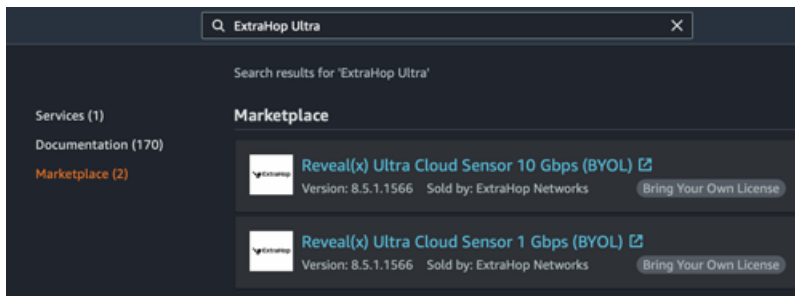 ExtraHop Ultra
Search results for 'ExtraHop Ultra'
Services (1)
Documentation (170)
Marketplace (2)
Marketplace
ExtraHop
Reveal(x) Ultra Cloud Sensor 10 Gbps (BYOL)
Version: 8.5.1.1566 Sold by: ExtraHop Networks Bring Your Own License
ExtraHop
Reveal(x) Ultra Cloud Sensor 1 Gbps (BYOL)
Version: 8.5.1.1566 Sold by: ExtraHop Networks Bring Your Own License